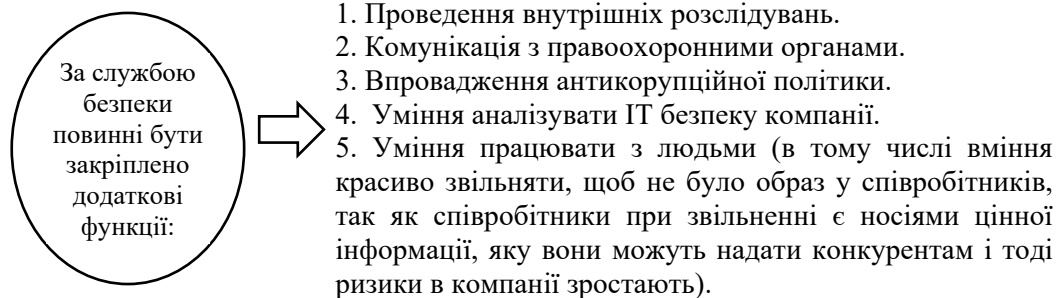 За службою
безпеки
повинні бути
закріплено
додаткові
функції:
1. Проведення внутрішніх розслідувань.
2. Комунікація з правоохоронними органами.
3. Впровадження антикорупційної політики.
4. Уміння аналізувати ІТ безпеку компанії.
5. Уміння працювати з людьми (в тому числі вміння
красиво звільняти, щоб не було образ у співробітників,
так як співробітники при звільненні є носіями цінної
інформації, яку вони можуть надати конкурентам і тоді
ризики в компанії зростають).